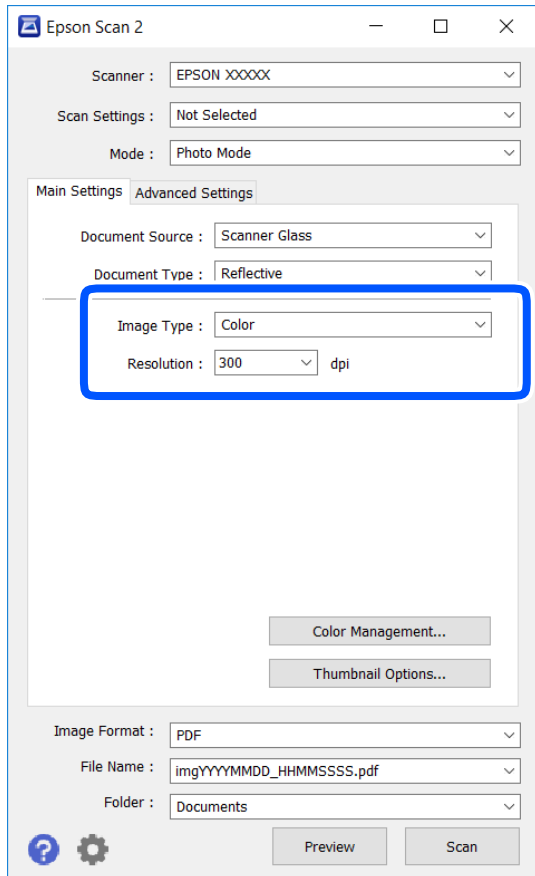 Epson Scan 2
Scanner : EPSON XXXXX
Scan Settings : Not Selected
Mode : Photo Mode
Main Settings Advanced Settings
Document Source : Scanner Glass
Document Type : Reflective
Image Type : Color
Resolution : 300 dpi
Color Management...
Thumbnail Options...
Image Format : PDF
File Name : imgYYYYMMDD_HHMMSSSS.pdf
Folder : Documents
? Preview Scan